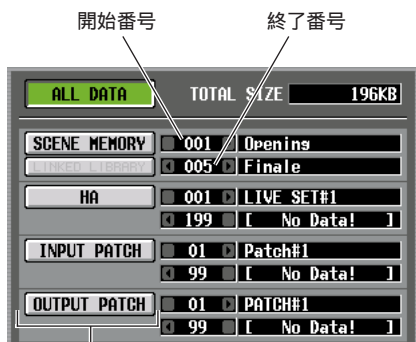 開始番号 終了番号
ALL DATA TOTAL SIZE 196KB
SCENE MEMORY 001 Opening
LINKED LIBRARY 005 Finale
HA 001 LIVE SET#1
199 [ No Data! ]
INPUT PATCH 01 Patch#1
99 [ No Data! ]
OUTPUT PATCH 01 PATCH#1
99 [ No Data! ]